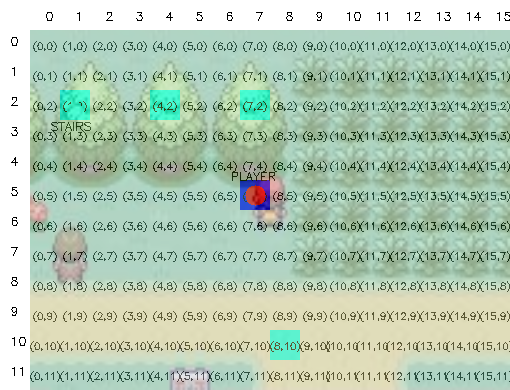 0 1 2 3 4 5 6 7 8 9 10 11 12 13 14 15
0 (0,0) (1,0) (2,0) (3,0) (4,0) (5,0) (6,0) (7,0) (8,0) (9,0) (10,0) (11,0) (12,0) (13,0) (14,0) (15,0)
1 (0,1) (1,1) (2,1) (3,1) (4,1) (5,1) (6,1) (7,1) (8,1) (9,1) (10,1) (11,1) (12,1) (13,1) (14,1) (15,1)
2 (0,2) (2,2) (3,2) (4,2) (5,2) (6,2) (7,2) (8,2) (9,2) (10,2) (11,2) (12,2) (13,2) (14,2) (15,2)
STAIRS
3 (0,3) (1,3) (2,3) (3,3) (4,3) (5,3) (6,3) (7,3) (8,3) (9,3) (10,3) (11,3) (12,3) (13,3) (14,3) (15,3)
4 (0,4) (1,4) (2,4) (3,4) (4,4) (5,4) (6,4) (7,4) (8,4) (9,4) (10,4) (11,4) (12,4) (13,4) (14,4) (15,4)
PLAYER
5 (0,5) (1,5) (2,5) (3,5) (4,5) (5,5) (6,5) (8,5) (9,5) (10,5) (11,5) (12,5) (13,5) (14,5) (15,5)
6 (0,6) (1,6) (2,6) (3,6) (4,6) (5,6) (6,6) (7,6) (8,6) (9,6) (10,6) (11,6) (12,6) (13,6) (14,6) (15,6)
7 (0,7) (1,7) (2,7) (3,7) (4,7) (5,7) (6,7) (7,7) (8,7) (9,7) (10,7) (11,7) (12,7) (13,7) (14,7) (15,7)
8 (0,8) (1,8) (2,8) (3,8) (4,8) (5,8) (6,8) (7,8) (8,8) (9,8) (10,8) (11,8) (12,8) (13,8) (14,8) (15,8)
9 (0,9) (1,9) (2,9) (3,9) (4,9) (5,9) (6,9) (7,9) (8,9) (9,9) (10,9) (11,9) (12,9) (13,9) (14,9) (15,9)
10 (0,10) (1,10) (2,10) (3,10) (4,10) (5,10) (6,10) (7,10) (8,10) (9,10) (10,10) (11,10) (12,10) (13,10) (14,10) (15,10)
11 (0,11) (1,11) (2,11) (3,11) (4,11) (5,11) (6,11) (7,11) (8,11) (9,11) (10,11) (11,11) (12,11) (13,11) (14,11) (15,11)